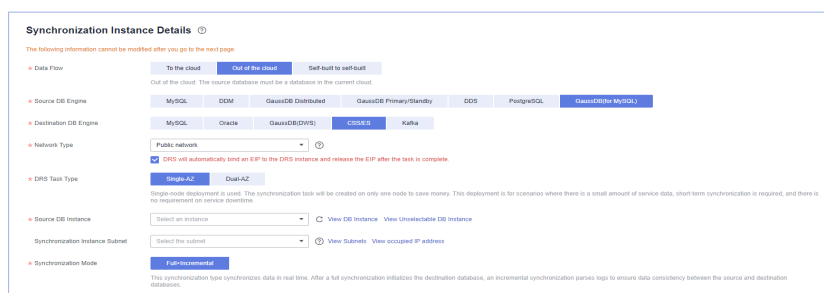 Synchronization Instance Details
The following information cannot be modified after you go to the next page.
* Data Flow To the cloud Out of the cloud Self-built to self-built
Out of the cloud: The source database must be a database in the current cloud.
* Source DB Engine MySQL DDM GaussDB Distributed GaussDB Primary/Standby DDS PostgreSQL GaussDB(for MySQL)
* Destination DB Engine MySQL Oracle GaussDB(DWS) CSS/ES Kafka
* Network Type Public network
DRS will automatically bind an EIP to the DRS instance and release the EIP after the task is complete.
* DRS Task Type Single-AZ Dual-AZ
Single-node deployment is used. The synchronization task will be created on only one node to save money. This deployment is for scenarios where there is a small amount of service data, short-term synchronization is required, and there is
no requirement on service downtime.
* Source DB Instance Select an instance View DB Instance View Unselectable DB Instance
Synchronization Instance Subnet Select the subnet View Subnets View occupied IP address
* Synchronization Mode Full+Incremental
This synchronization type synchronizes data in real time. After a full synchronization initializes the destination database, an incremental synchronization parses logs to ensure data consistency between the source and destination
databases.